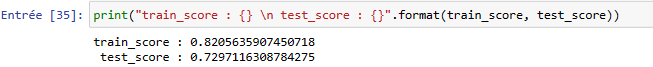 Entrée [35]: print("train_score : {} \n test_score : {}".format(train_score, test_score))
train_score : 0.8205635907450718
test_score : 0.7297116308784275